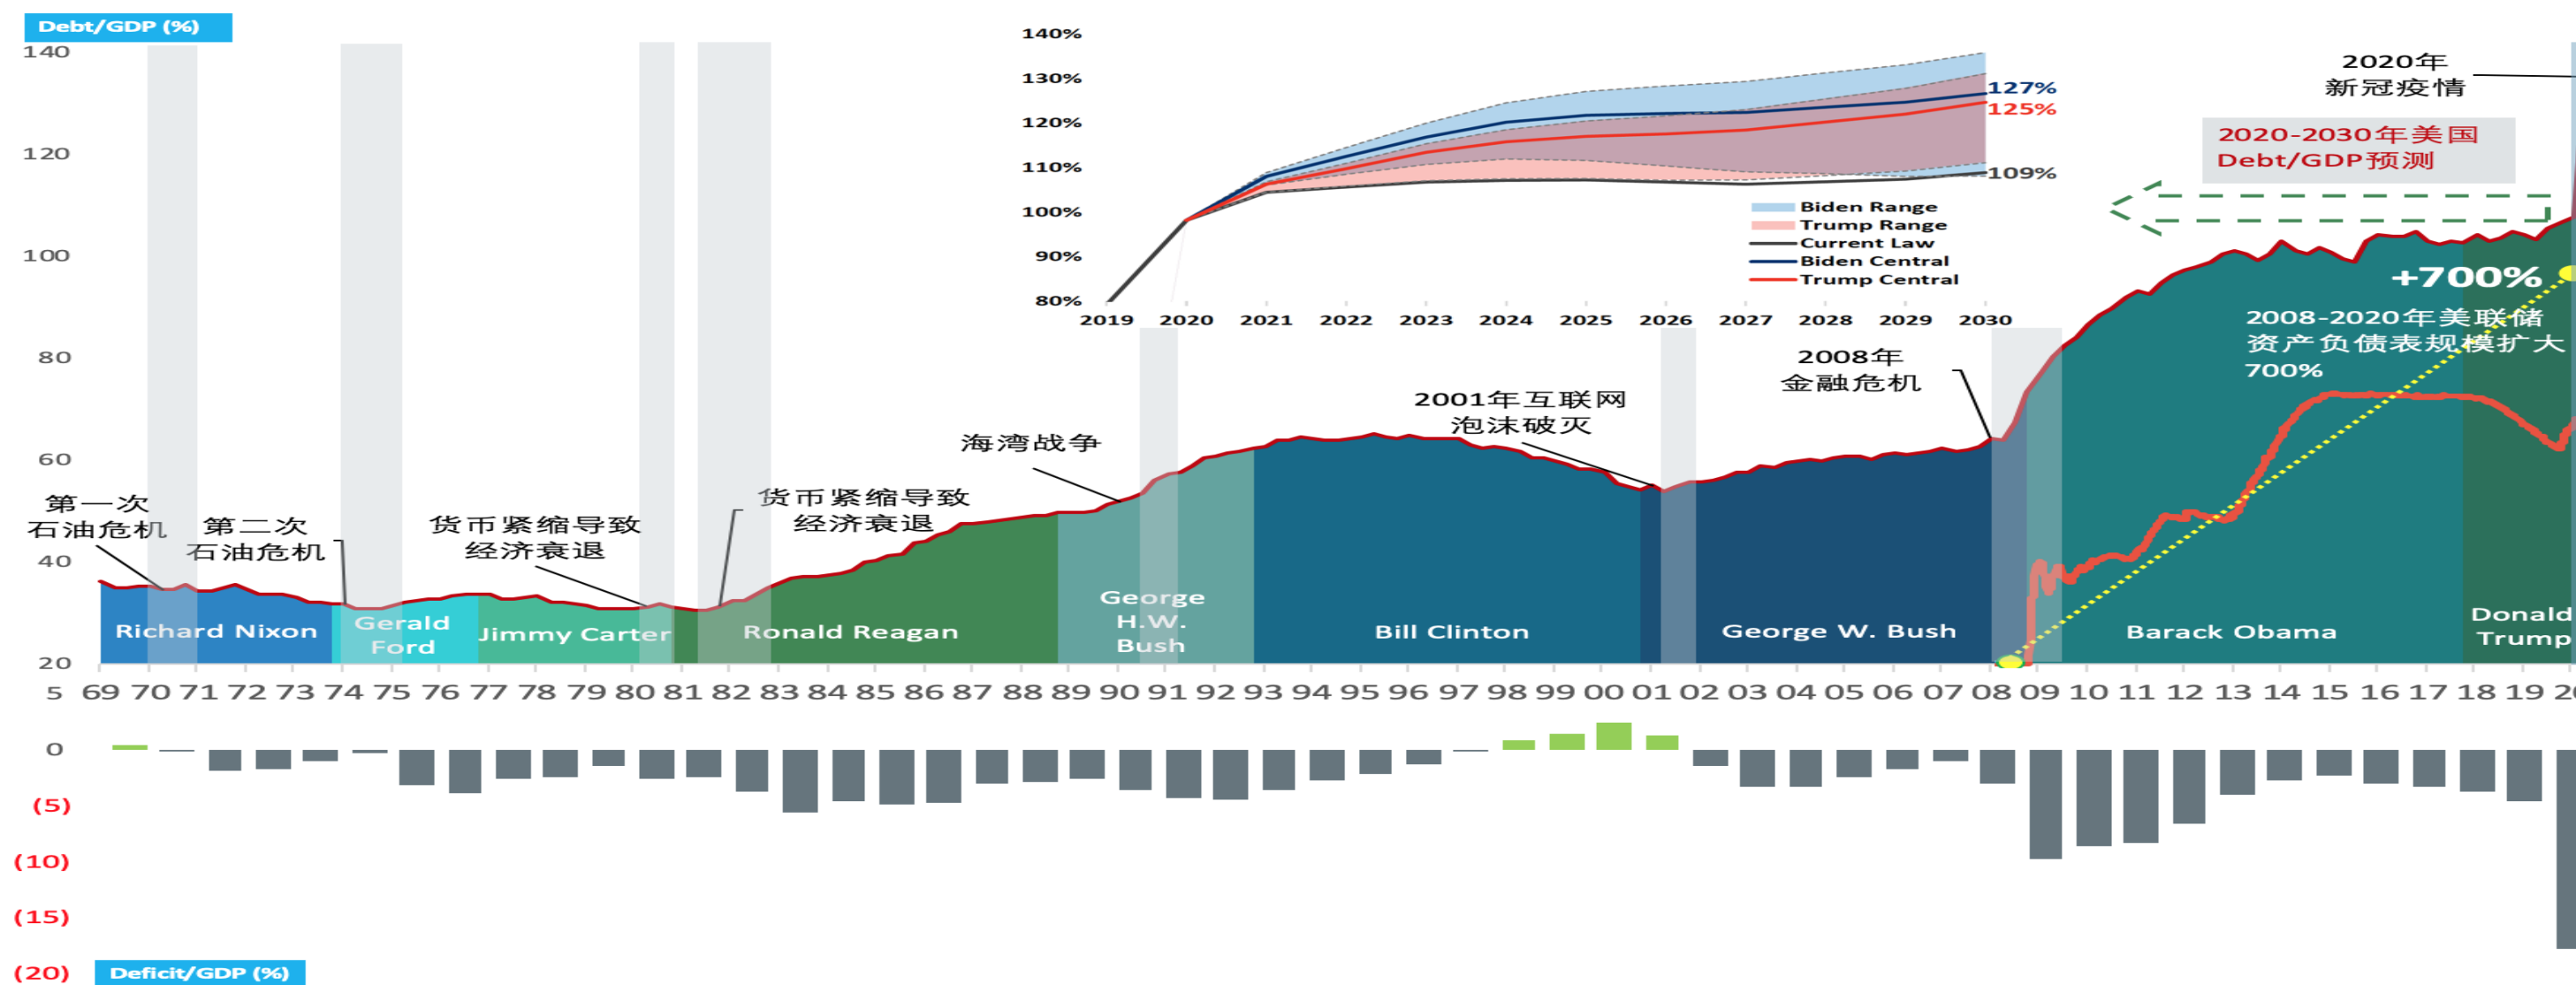 Debt/GDP (%)
140
120
100
80
60
40
20
140%
130%
120%
110%
100%
90%
80%
2019 2020 2021 2022 2023 2024 2025 2026 2027 2028 2029 2030
127%
125%
109%
Biden Range
Trump Range
Current Law
Biden Central
Trump Central
2020年
新冠疫情
2020-2030年美国
Debt/GDP预测
+700%
2008-2020年美联储
资产负债表规模扩大
700%
第一次
石油危机
第二次
石油危机
货币紧缩导致
经济衰退
货币紧缩导致
经济衰退
海湾战争
2001年互联网
泡沫破灭
2008年
金融危机
Richard Nixon
Gerald
Ford
Jimmy Carter
Ronald Reagan
George
H.W.
Bush
Bill Clinton
George W. Bush
Barack Obama
Donald
Trump
69 70 71 72 73 74 75 76 77 78 79 80 81 82 83 84 85 86 87 88 89 90 91 92 93 94 95 96 97 98 99 00 01 02 03 04 05 06 07 08 09 10 11 12 13 14 15 16 17 18 19
5
0
(5)
(10)
(15)
(20)
Deficit/GDP (%)